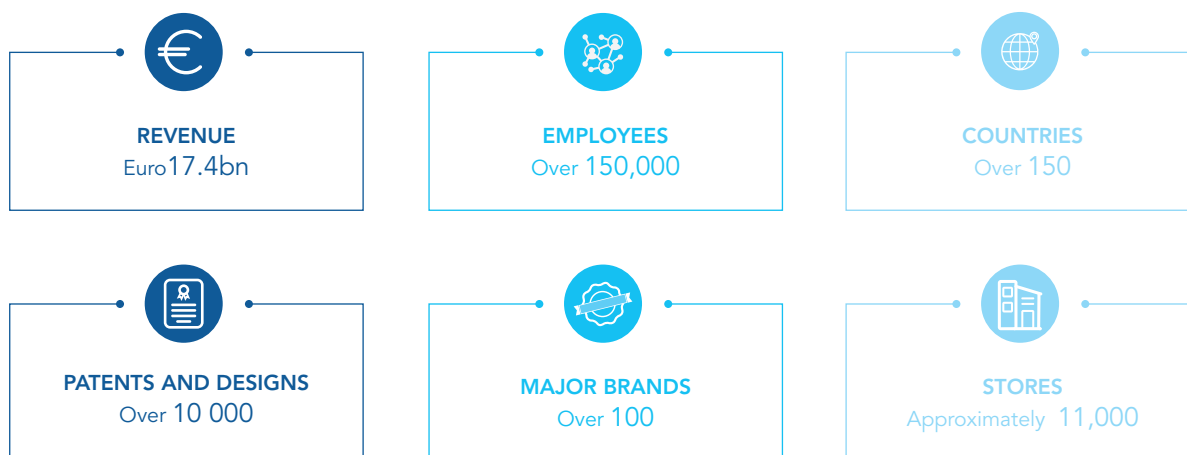 REVENUE
Euro17.4bn
EMPLOYEES
Over 150,000
COUNTRIES
Over 150
PATENTS AND DESIGNS
Over 10 000
MAJOR BRANDS
Over 100
STORES
Approximately 11,000